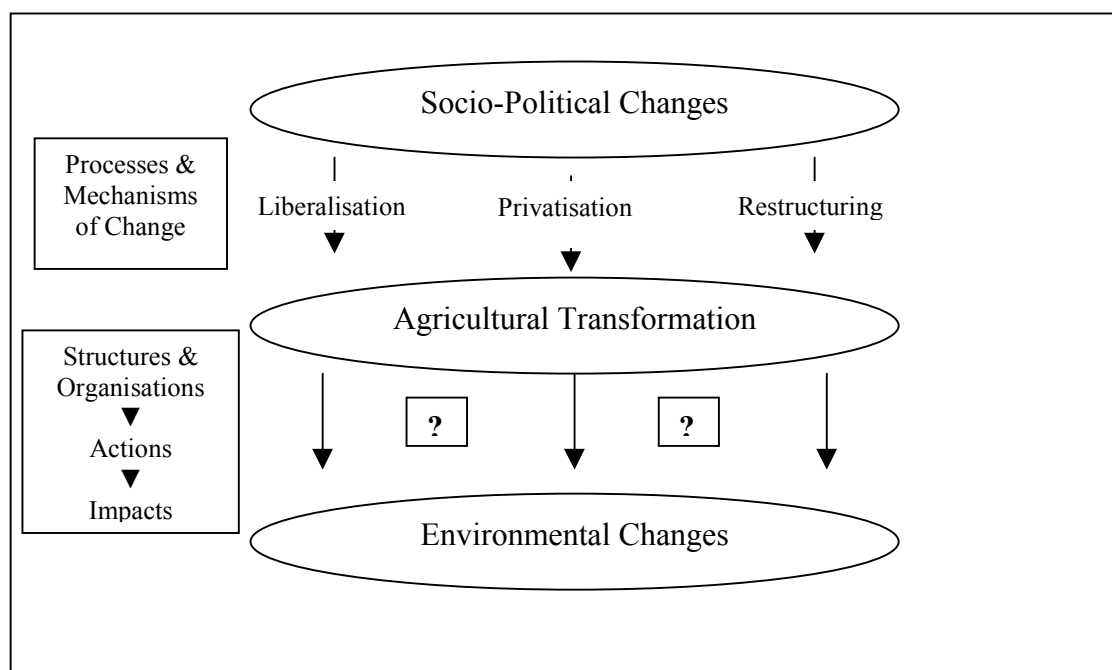 Socio-Political Changes
Processes &
Mechanisms
of Change
Liberalisation
Privatisation
Restructuring
Agricultural Transformation
Structures &
Organisations
Actions
Impacts
?
?
Environmental Changes